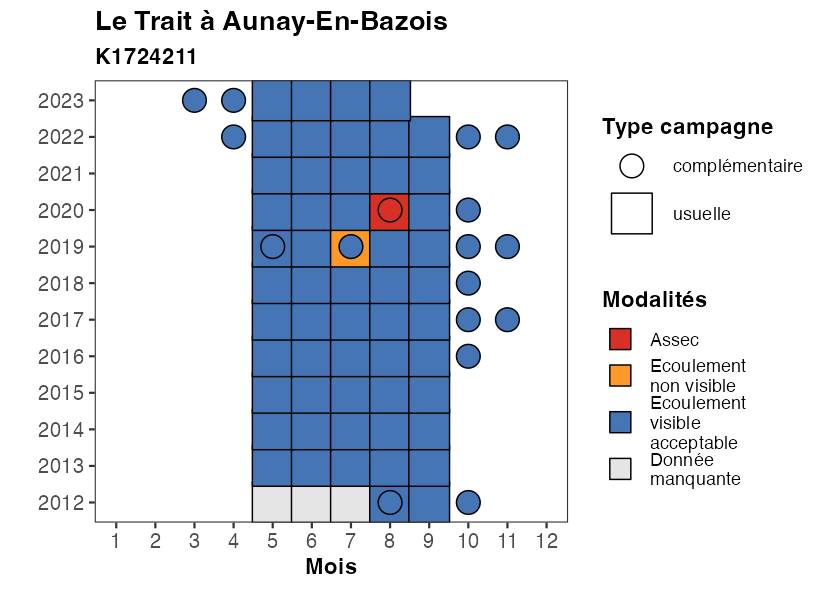 Le Trait à Aunay-En-Bazois
K1724211
2023
2022
2021
2020
2019
2018
2017
2016
2015
2014
2013
2012
1 2 3 4 5 6 7 8 9 10 11 12
Mois
Type campagne
complémentaire
usuelle
Modalités
Assec
Ecoulement
non visible
Ecoulement
visible
acceptable
Donnée
manquante